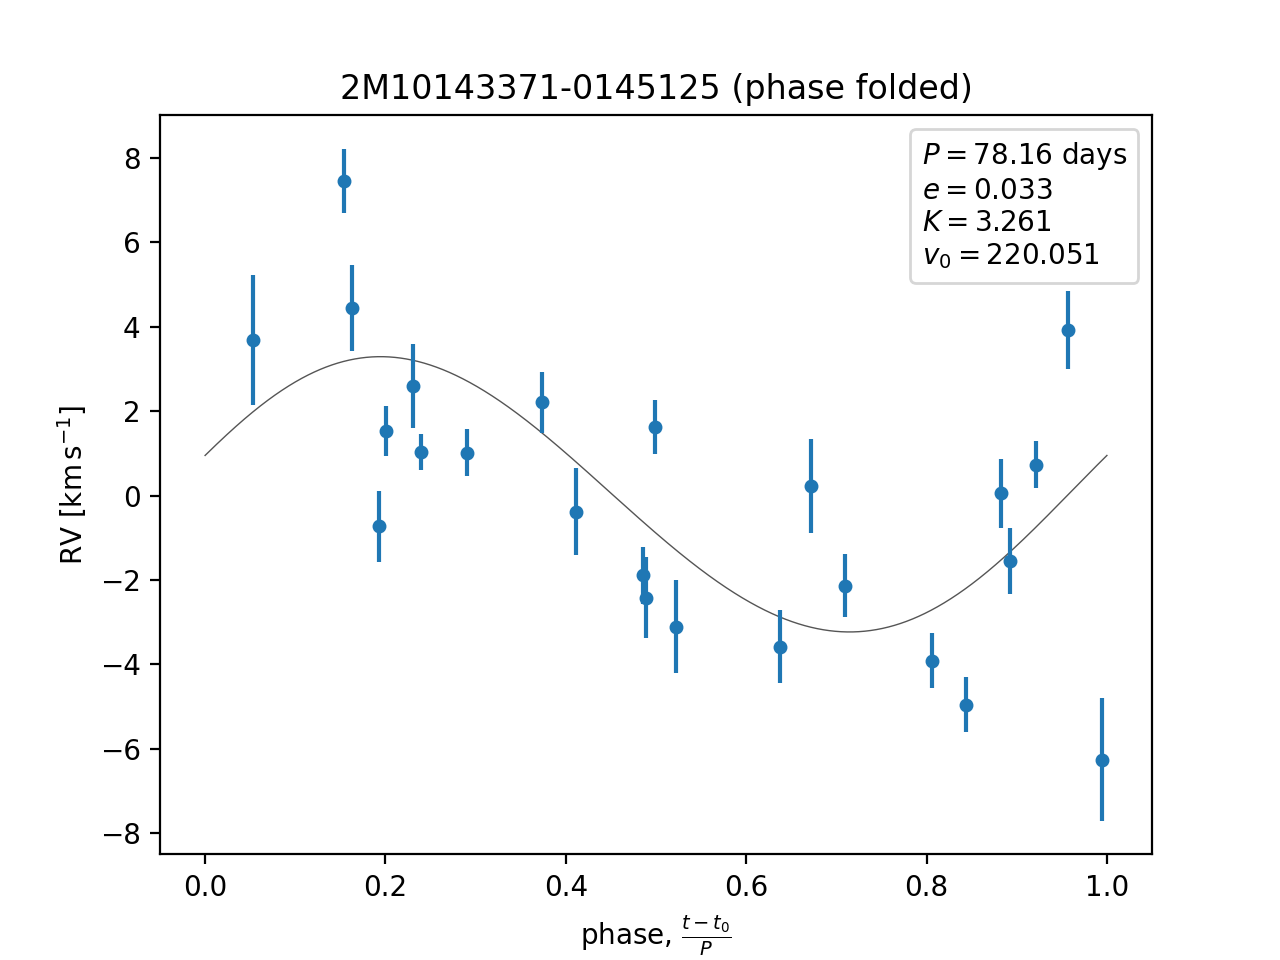 2M10143371-0145125 (phase folded)
P = 78.16 days
e = 0.033
K = 3.261
v₀ = 220.051
RV [km s⁻¹]
8
6
4
2
0
−2
−4
−6
−8
0.0 0.2 0.4 0.6 0.8 1.0
phase, (t − t₀)/P